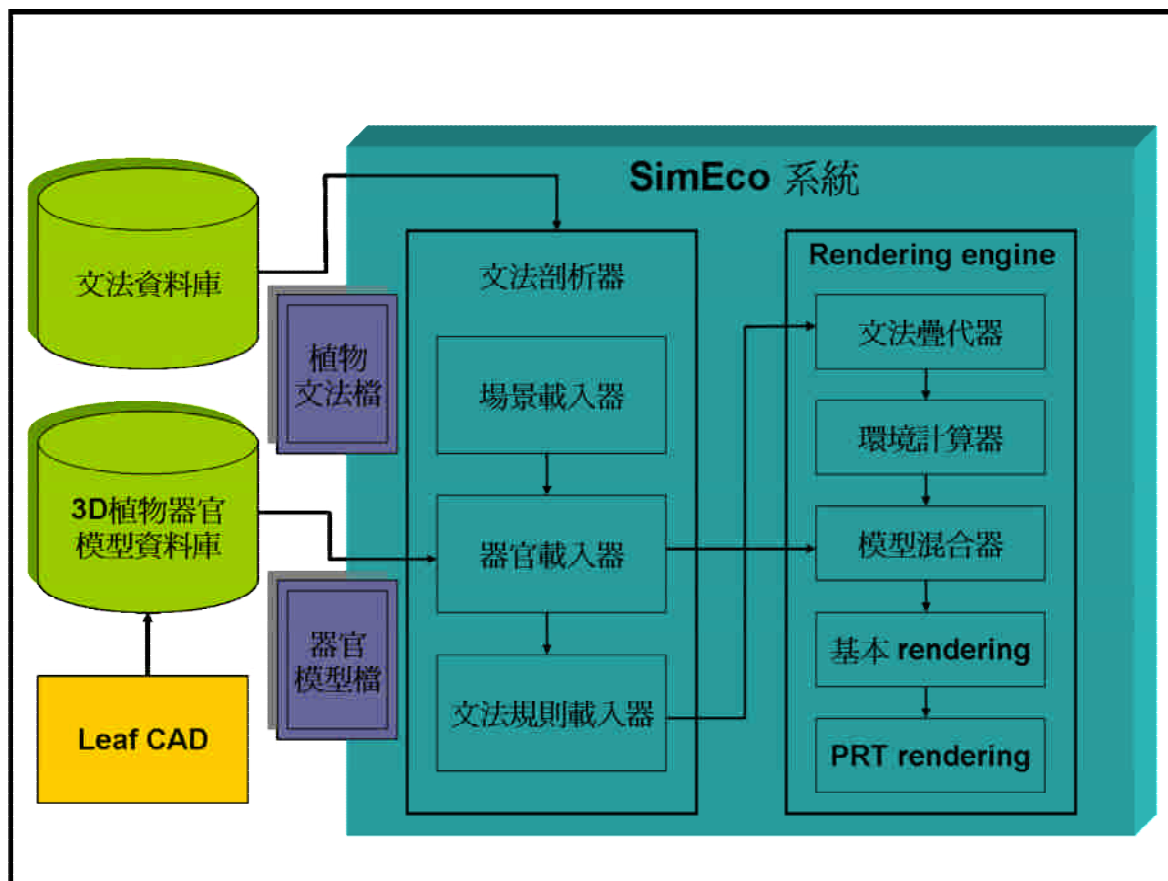 SimEco 系統
文法資料庫
植物
文法檔
3D植物器官
模型資料庫
器官
模型檔
Leaf CAD
文法剖析器
場景載入器
器官載入器
文法規則載入器
Rendering engine
文法疊代器
環境計算器
模型混合器
基本 rendering
PRT rendering